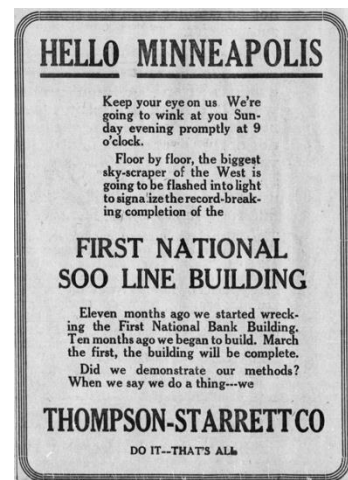 HELLO MINNEAPOLIS
Keep your eye on us We're
going to wink at you Sun-
day evening promptly at 9
o'clock.
Floor by floor, the biggest
sky-scraper of the West is
going to be flashed into light
to signalize the record-break-
ing completion of the
FIRST NATIONAL
SOO LINE BUILDING
Eleven months ago we started wreck-
ing the First National Bank Building.
Ten months ago we began to build. March
the first, the building will be complete.
Did we demonstrate our methods?
When we say we do a thing---we
THOMPSON-STARRETT CO
DO IT--THAT'S ALL